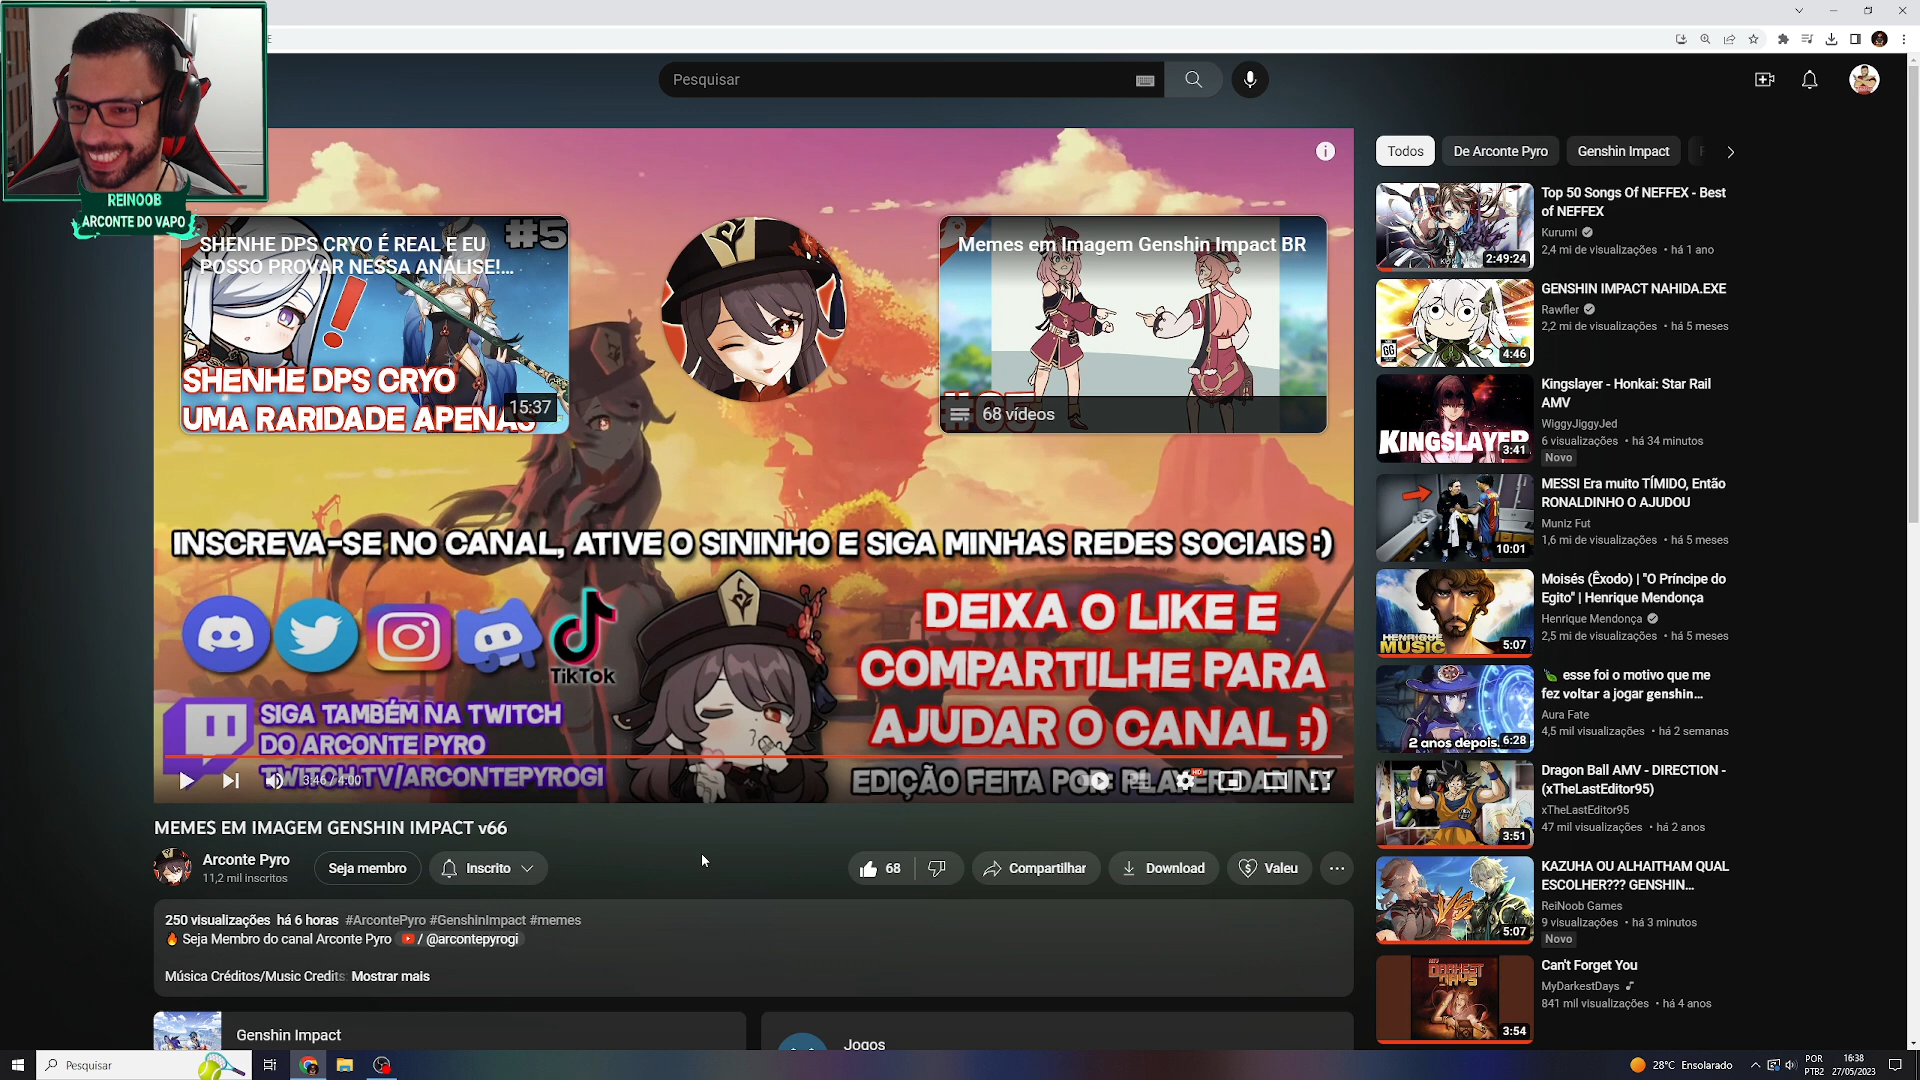 REINOOB
ARCONTE DO VAPO
Pesquisar
SHENHE DPS CRYO É REAL E EU
POSSO PROVAR NESSA ANÁLISE!...
#5
SHENHE DPS CRYO
UMA RARIDADE APENAS
15:37
Memes em Imagem Genshin Impact BR
68 vídeos
INSCREVA-SE NO CANAL, ATIVE O SININHO E SIGA MINHAS REDES SOCIAIS :)
TikTok
DEIXA O LIKE E
COMPARTILHE PARA
AJUDAR O CANAL ;)
SIGA TAMBÉM NA TWITCH
DO ARCONTE PYRO
TWITCH.TV/ARCONTEPYROGI
EDIÇÃO FEITA POR: PLAYERDANNY
3:46 / 4:00
HD
MEMES EM IMAGEM GENSHIN IMPACT v66
Arconte Pyro
11,2 mil inscritos
Seja membro
Inscrito
68
Compartilhar
Download
Valeu
250 visualizações há 6 horas #ArcontePyro #GenshinImpact #memes
🔥 Seja Membro do canal Arconte Pyro / @arcontepyrogi
Música Créditos/Music Credits: Mostrar mais
Genshin Impact
Jogos
Todos
De Arconte Pyro
Genshin Impact
Top 50 Songs Of NEFFEX - Best
of NEFFEX
Kurumi
2,4 mi de visualizações • há 1 ano
2:49:24
GENSHIN IMPACT NAHIDA.EXE
Rawfler
2,2 mi de visualizações • há 5 meses
GG
4:46
Kingslayer - Honkai: Star Rail
AMV
WiggyJiggyJed
6 visualizações • há 34 minutos
Novo
KINGSLAYER
3:41
MESSI Era muito TÍMIDO, Então
RONALDINHO O AJUDOU
Muniz Fut
1,6 mi de visualizações • há 5 meses
10:01
Moisés (Êxodo) | "O Príncipe do
Egito" | Henrique Mendonça
Henrique Mendonça
2,5 mi de visualizações • há 5 meses
HENRIQUE
MUSIC
5:07
esse foi o motivo que me
fez voltar a jogar genshin...
Aura Fate
4,5 mil visualizações • há 2 semanas
2 anos depois.
6:28
Dragon Ball AMV - DIRECTION -
(xTheLastEditor95)
xTheLastEditor95
47 mil visualizações • há 2 anos
3:51
KAZUHA OU ALHAITHAM QUAL
ESCOLHER??? GENSHIN...
ReiNoob Games
9 visualizações • há 3 minutos
Novo
VS
5:07
Can't Forget You
MyDarkestDays
841 mil visualizações • há 4 anos
DARKEST
DAYS
3:54
Pesquisar
28°C Ensolarado
POR
PTB2
16:38
27/05/2023